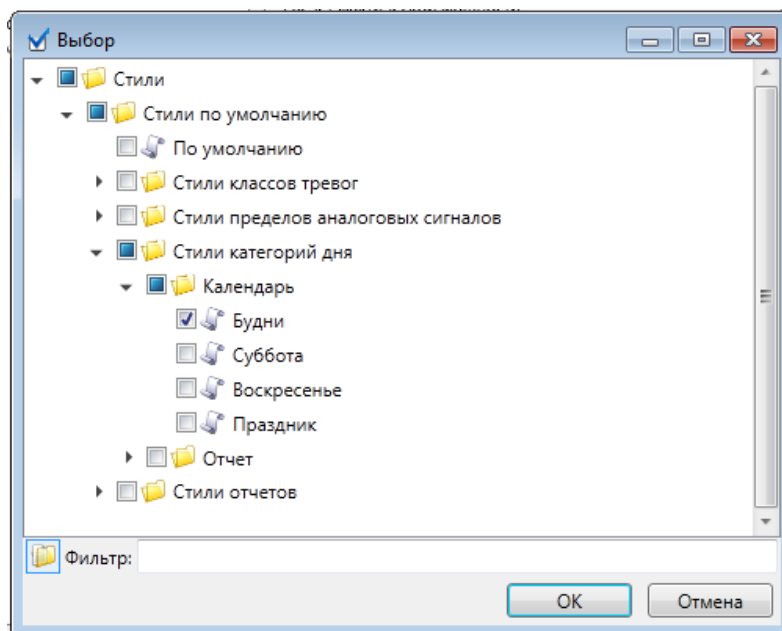 Выбор
Стили
Стили по умолчанию
По умолчанию
Стили классов тревог
Стили пределов аналоговых сигналов
Стили категорий дня
Календарь
Будни
Суббота
Воскресенье
Праздник
Отчет
Стили отчетов
Фильтр:
OK
Отмена